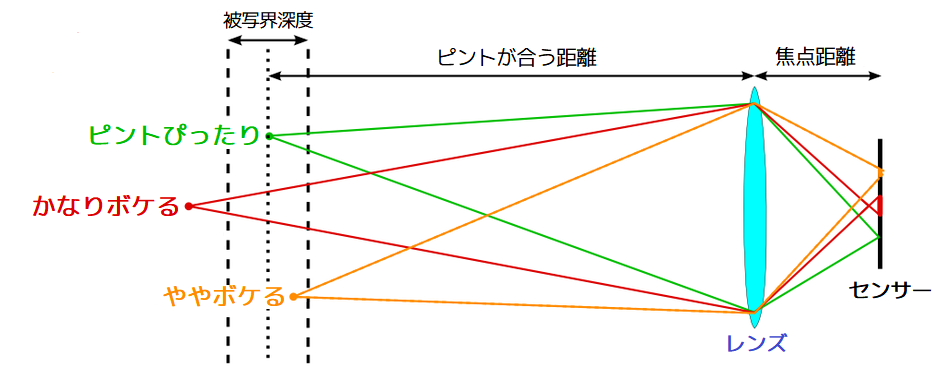 被写界深度
ピントが合う距離
焦点距離
ピントぴったり
かなりボケる
ややボケる
センサー
レンズ